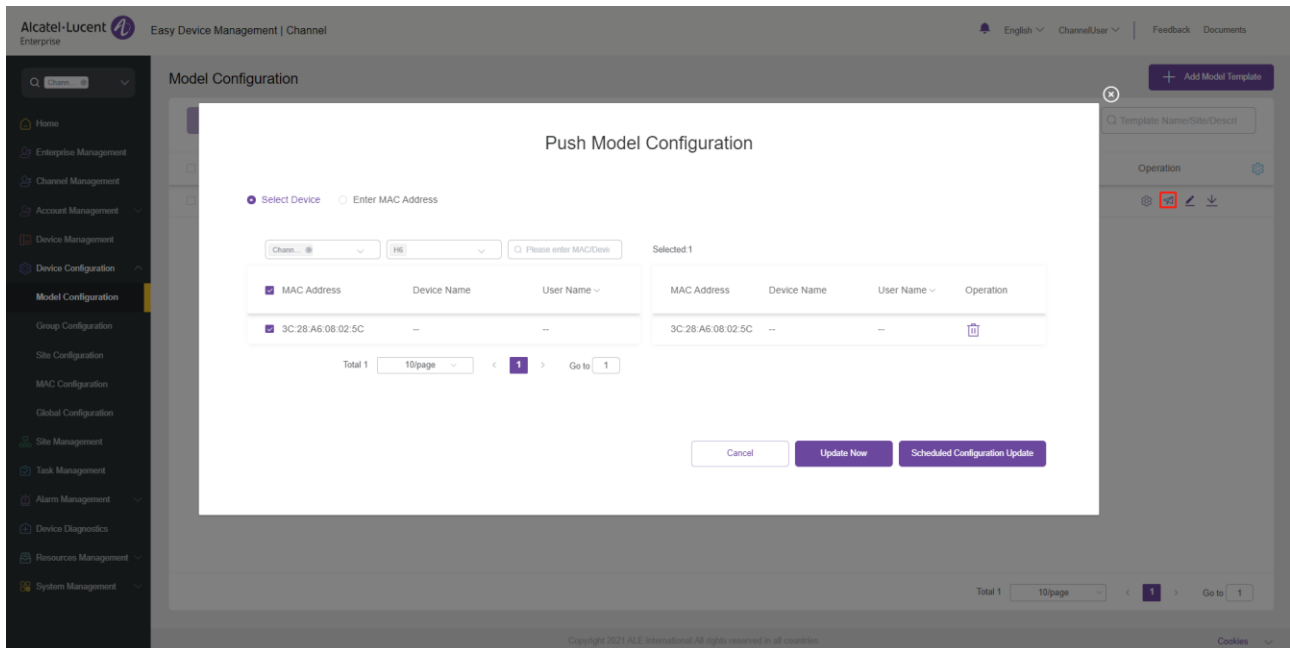 Alcatel·Lucent
Enterprise
Easy Device Management | Channel
English
ChannelUser
Feedback
Documents
Chann...
Model Configuration
Add Model Template
Home
Enterprise Management
Channel Management
Account Management
Device Management
Device Configuration
Model Configuration
Group Configuration
Site Configuration
MAC Configuration
Global Configuration
Site Management
Task Management
Alarm Management
Device Diagnostics
Resources Management
System Management
Template Name/Site/Descri
Operation
Push Model Configuration
Select Device
Enter MAC Address
Chann...
H6
Please enter MAC/Devic
Selected:1
MAC Address Device Name User Name
MAC Address Device Name User Name Operation
3C:28:A6:08:02:5C -- --
3C:28:A6:08:02:5C -- --
Total 1 10/page < 1 > Go to 1
Cancel
Update Now
Scheduled Configuration Update
Total 1 10/page < 1 > Go to 1
Copyright 2021 ALE International All rights reserved in all countries
Cookies